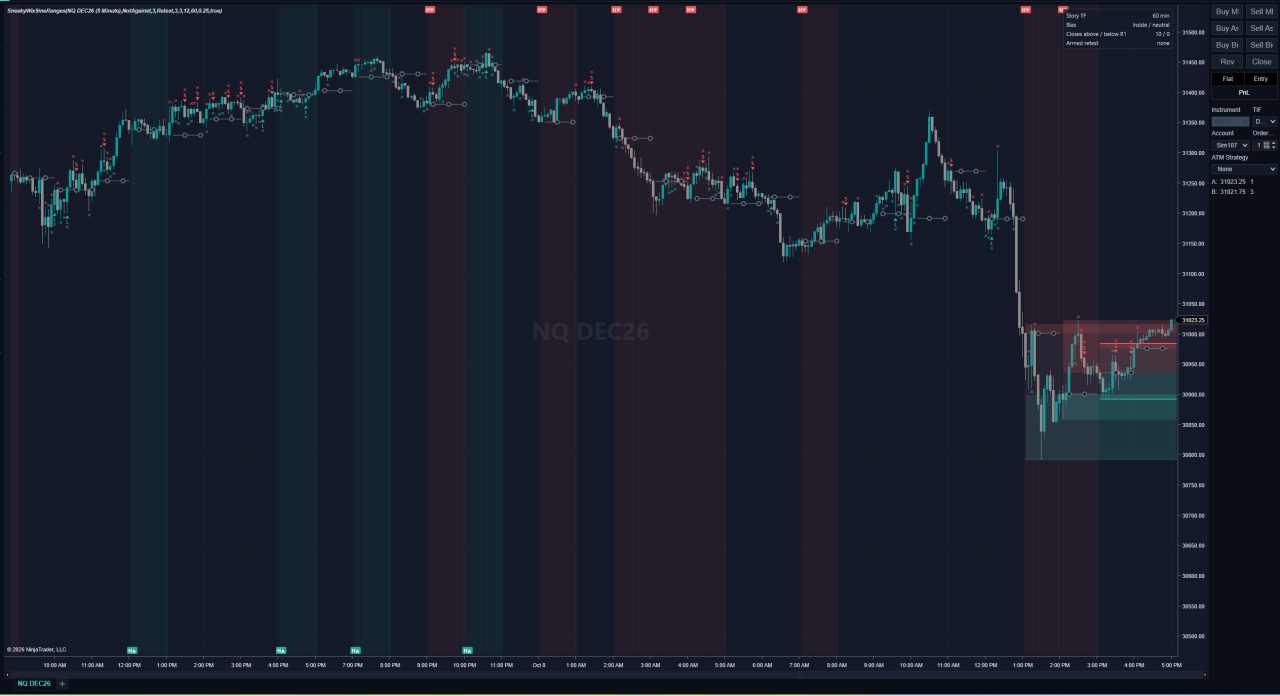 SneakyWix9ineRanges(NQ DEC26 (5 Minute),NotAgainst,3,Retest,3,3,12,60,0.25,true)
Story TF 60 min
Bias inside / neutral
Closes above / below R1 10 / 0
Armed retest none
Buy M Sell M
Buy As Sell As
Buy Bi Sell Bi
Rev Close
Flat Entry
PnL
Instrument TIF
D...
Account Order...
Sim107 1
ATM Strategy
None
A: 31023.25 1
B: 31021.75 3
31500.00
31450.00
31400.00
31350.00
31300.00
31250.00
31200.00
31150.00
31100.00
31050.00
31023.25
31000.00
30950.00
30900.00
30850.00
30800.00
30750.00
30700.00
30650.00
30600.00
30550.00
30500.00
NQ DEC26
© 2026 NinjaTrader, LLC
10:00 AM 11:00 AM 12:00 PM 1:00 PM 2:00 PM 3:00 PM 4:00 PM 5:00 PM 6:00 PM 7:00 PM 8:00 PM 9:00 PM 10:00 PM 11:00 PM Oct 8 1:00 AM 2:00 AM 3:00 AM 4:00 AM 5:00 AM 6:00 AM 7:00 AM 8:00 AM 9:00 AM 10:00 AM 11:00 AM 12:00 PM 1:00 PM 2:00 PM 3:00 PM 4:00 PM 5:00 PM
NQ DEC26 +